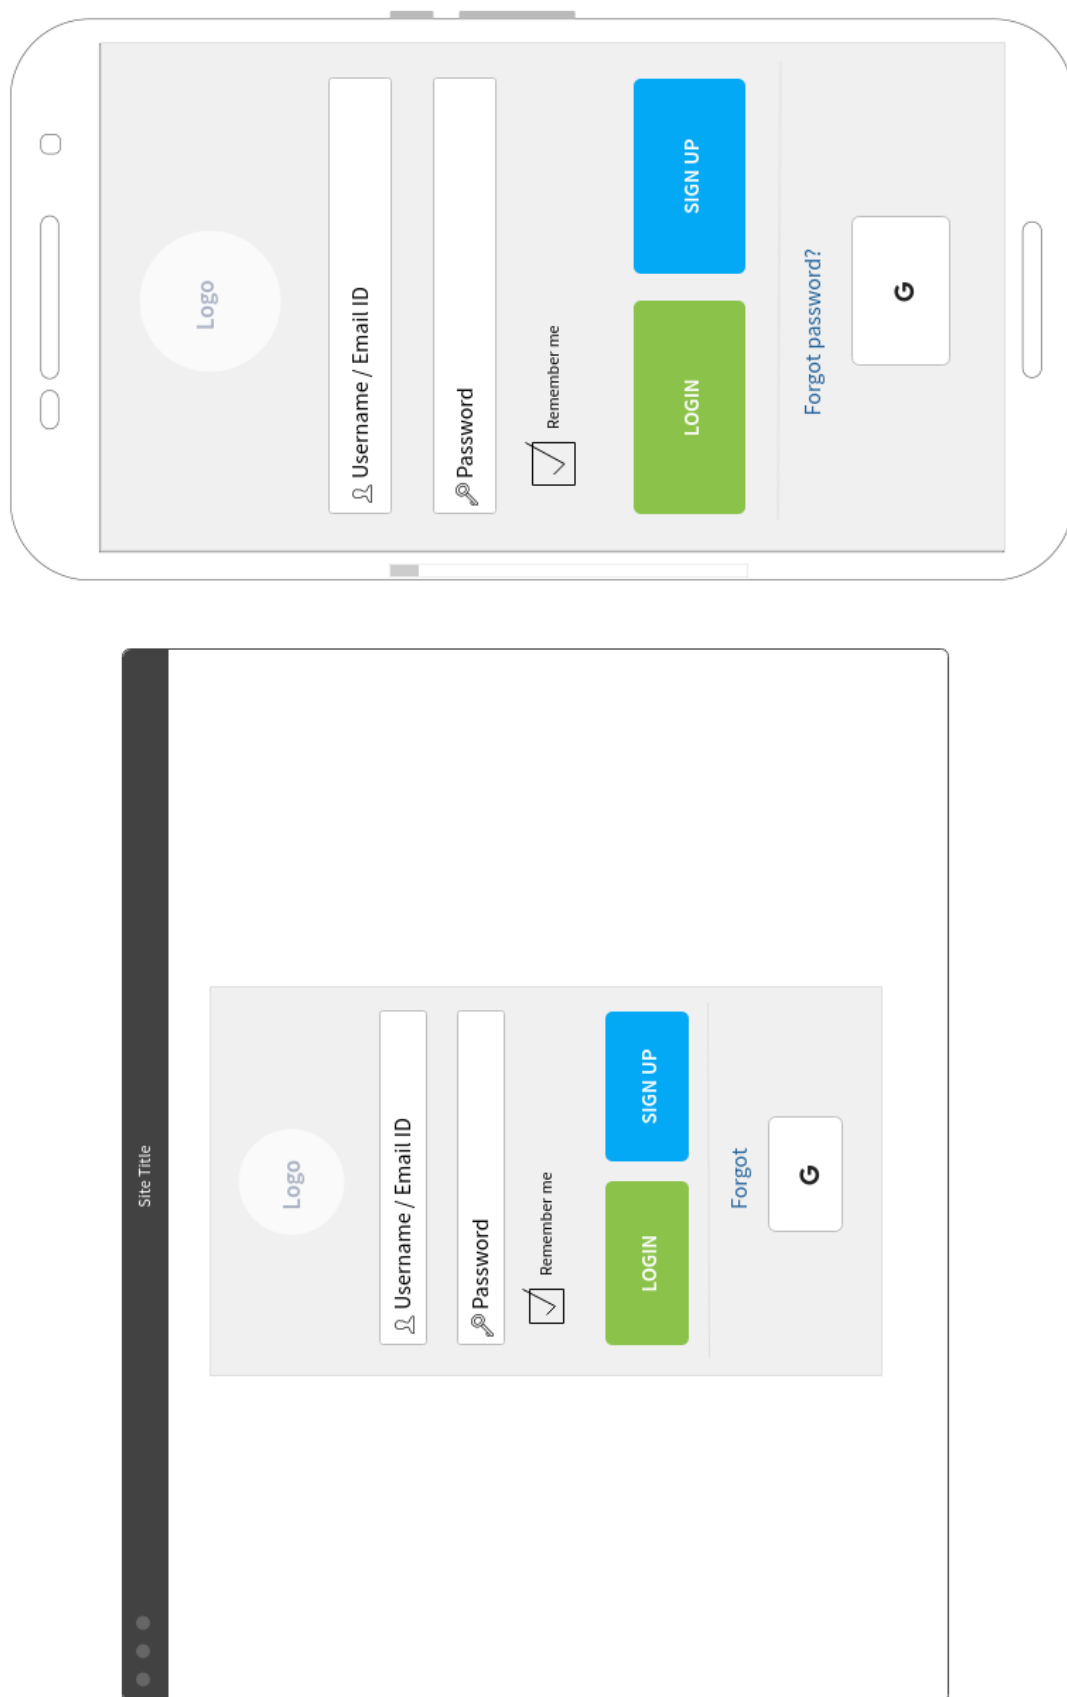 Site Title
Logo
Username / Email ID
Password
Remember me
LOGIN
SIGN UP
Forgot
G
Logo
Username / Email ID
Password
Remember me
LOGIN
SIGN UP
Forgot password?
G